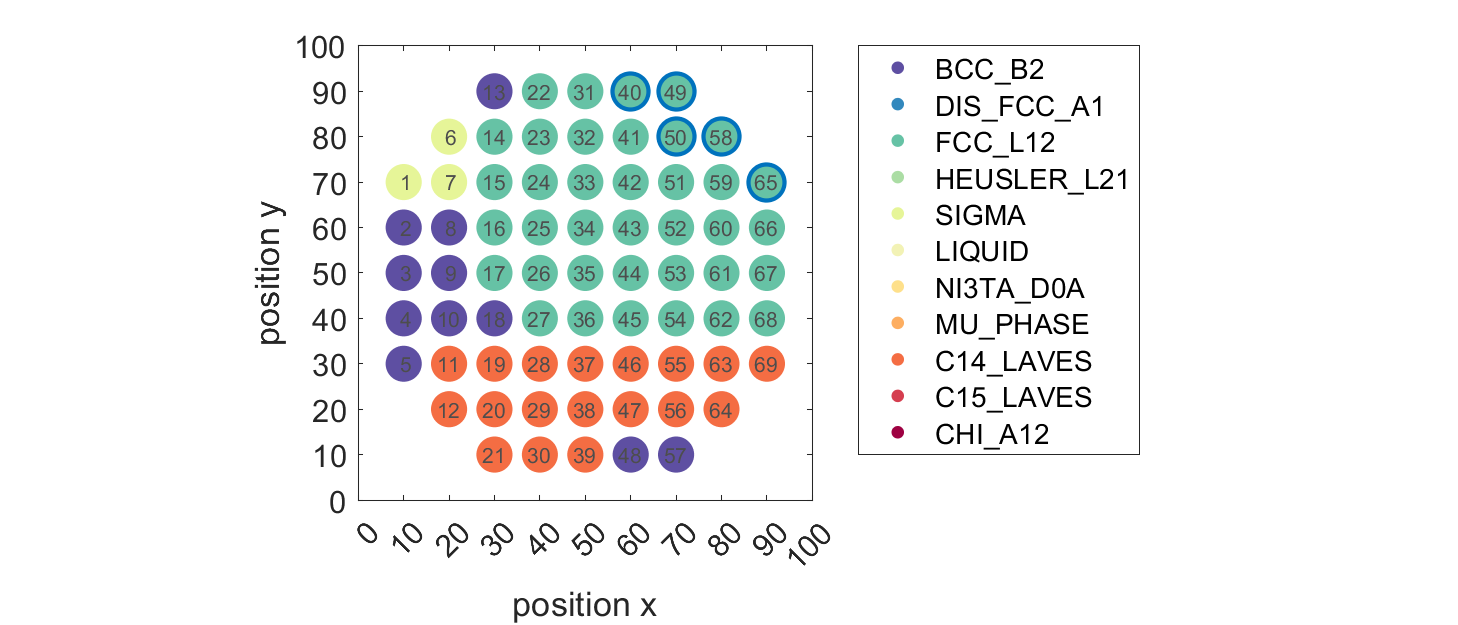 100
90
80
70
60
50
40
30
20
10
0
position y
13 22 31 40 49
6 14 23 32 41 50 58
1 7 15 24 33 42 51 59 65
2 8 16 25 34 43 52 60 66
3 9 17 26 35 44 53 61 67
4 10 18 27 36 45 54 62 68
5 11 19 28 37 46 55 63 69
12 20 29 38 47 56 64
21 30 39 48 57
0 10 20 30 40 50 60 70 80 90 100
position x
BCC_B2
DIS_FCC_A1
FCC_L12
HEUSLER_L21
SIGMA
LIQUID
NI3TA_D0A
MU_PHASE
C14_LAVES
C15_LAVES
CHI_A12